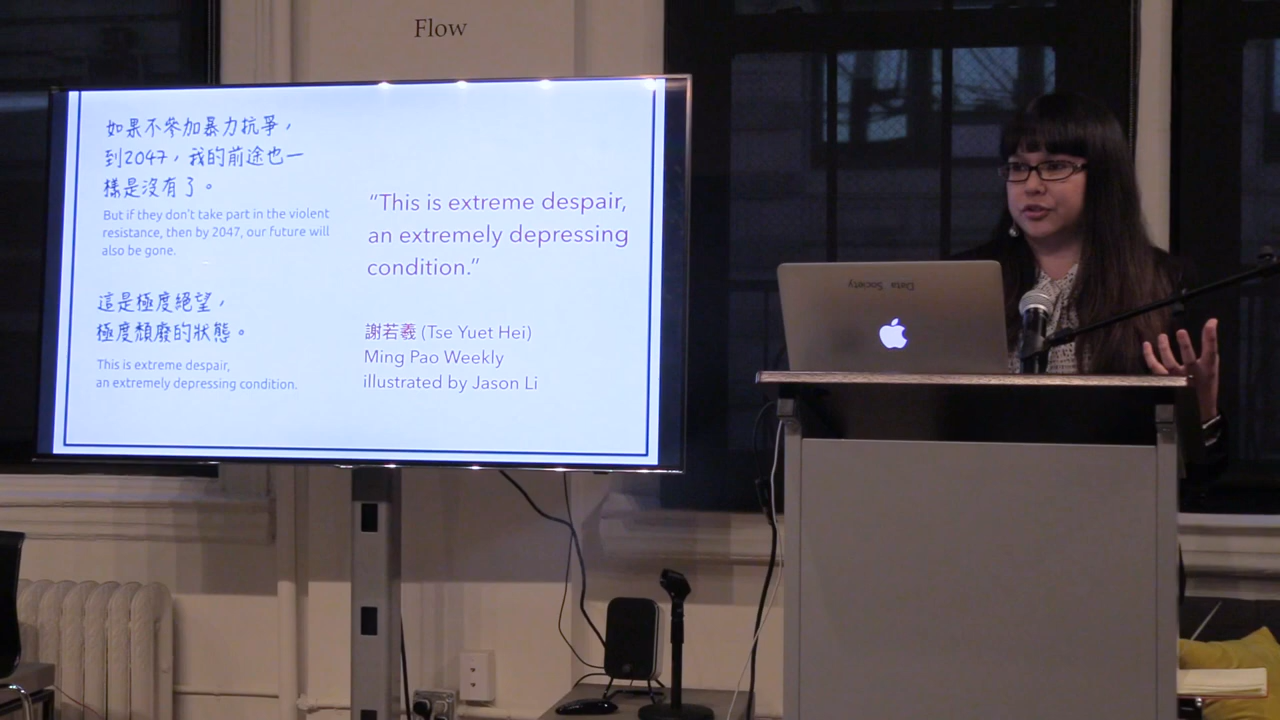 Flow
如果不參加暴力抗爭，
到2047，我的前途也一
樣是沒有了。
But if they don't take part in the violent
resistance, then by 2047, our future will
also be gone.
這是極度絕望，
極度頹廢的狀態。
This is extreme despair,
an extremely depressing condition.
"This is extreme despair,
an extremely depressing
condition."
謝若羲 (Tse Yuet Hei)
Ming Pao Weekly
illustrated by Jason Li
Data Society